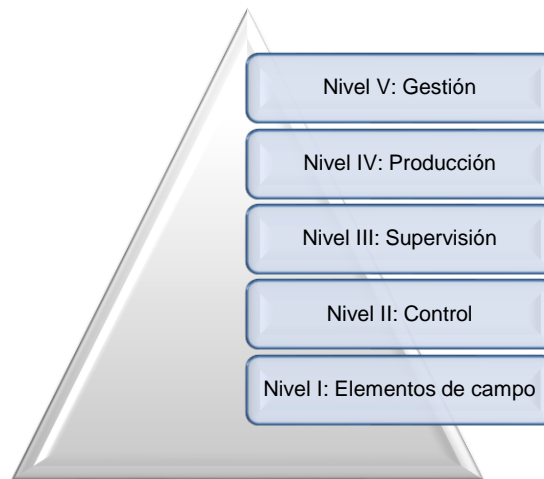 Nivel V: Gestión
Nivel IV: Producción
Nivel III: Supervisión
Nivel II: Control
Nivel I: Elementos de campo